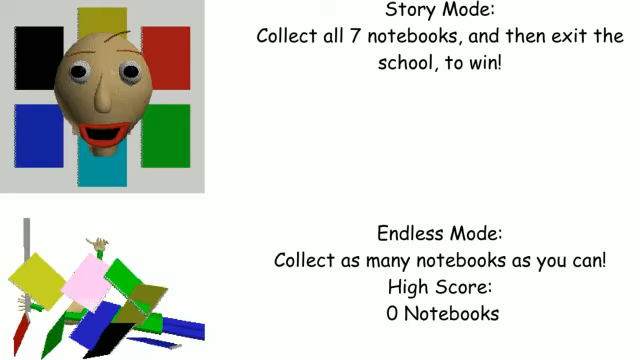 Story Mode:
Collect all 7 notebooks, and then exit the
school, to win!
Endless Mode:
Collect as many notebooks as you can!
High Score:
0 Notebooks